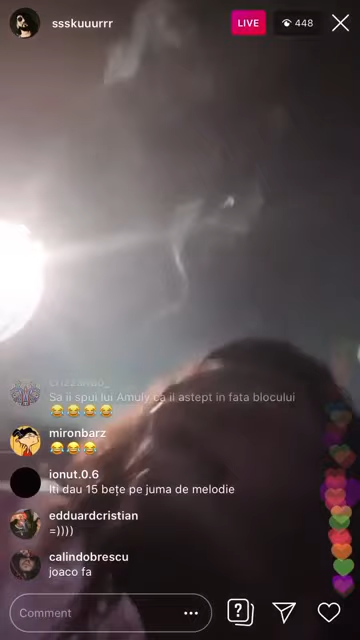 ssskuuurrr
LIVE
448
Sa ii spui lui Amuly ca il astept in fata blocului
😂😂😂😂
mironbarz
😂😂😂
ionut.0.6
Iti dau 15 bețe pe juma de melodie
edduardcristian
=))))
calindobrescu
joaco fa
Comment